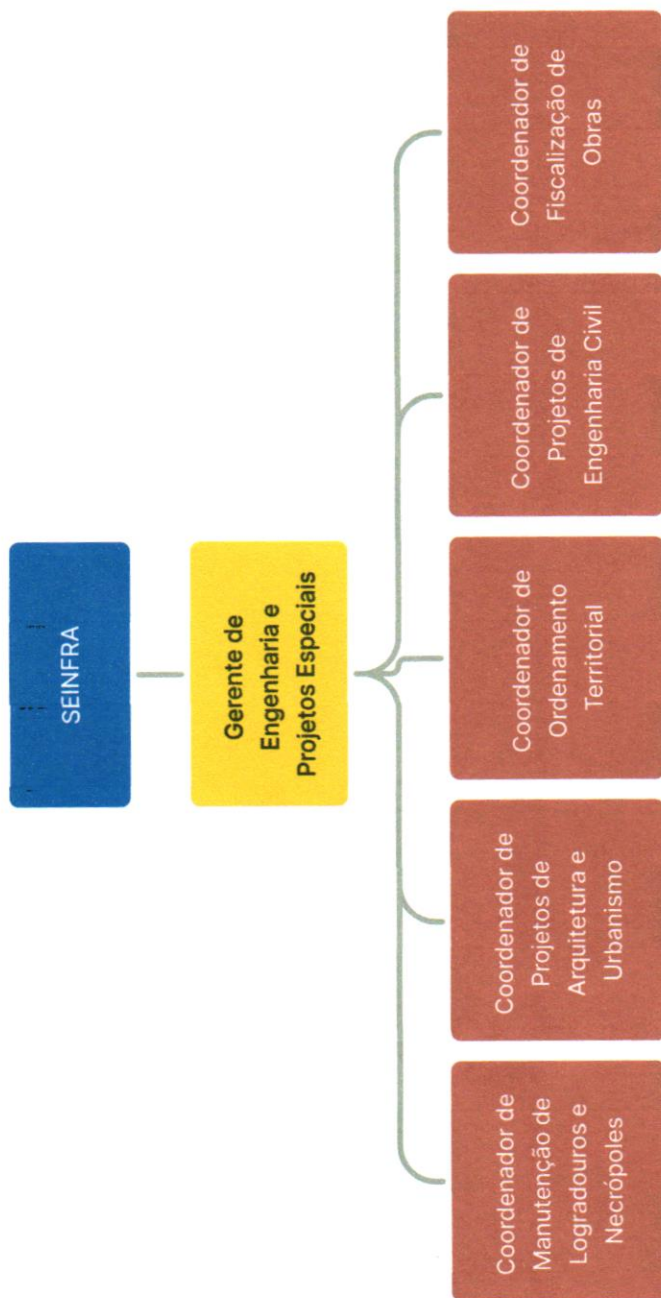 SEINFRA
Gerente de
Engenharia e
Projetos Especiais
Coordenador de
Manutenção de
Logradouros e
Necrópoles
Coordenador de
Projetos de
Arquitetura e
Urbanismo
Coordenador de
Ordenamento
Territorial
Coordenador de
Projetos de
Engenharia Civil
Coordenador de
Fiscalização de
Obras